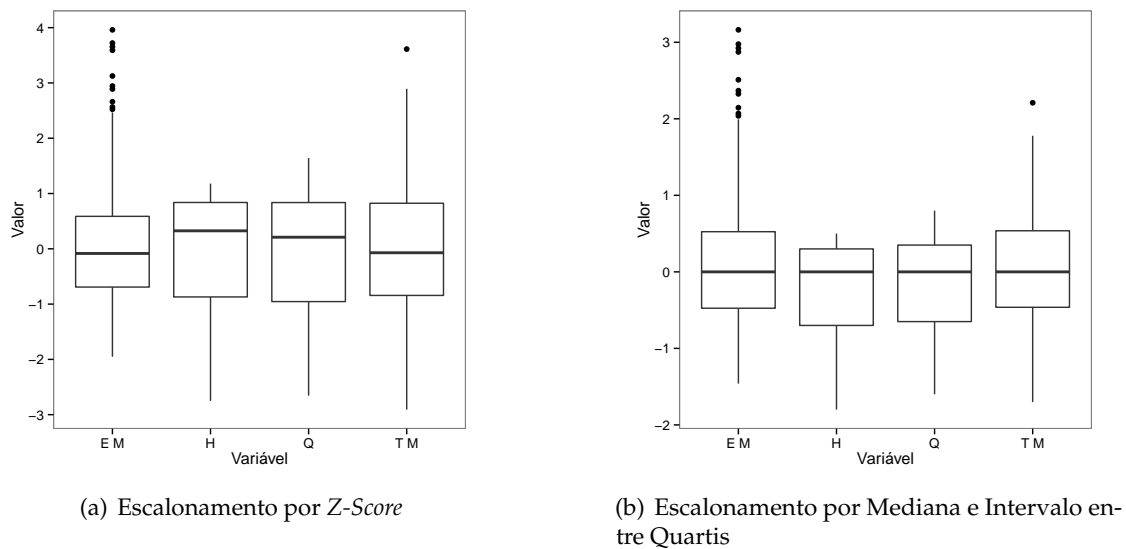 4
3
2
1
0
−1
−2
−3
Valor
E M H Q T M
Variável
(a) Escalonamento por Z-Score
3
2
1
0
−1
−2
Valor
E M H Q T M
Variável
(b) Escalonamento por Mediana e Intervalo en-
tre Quartis